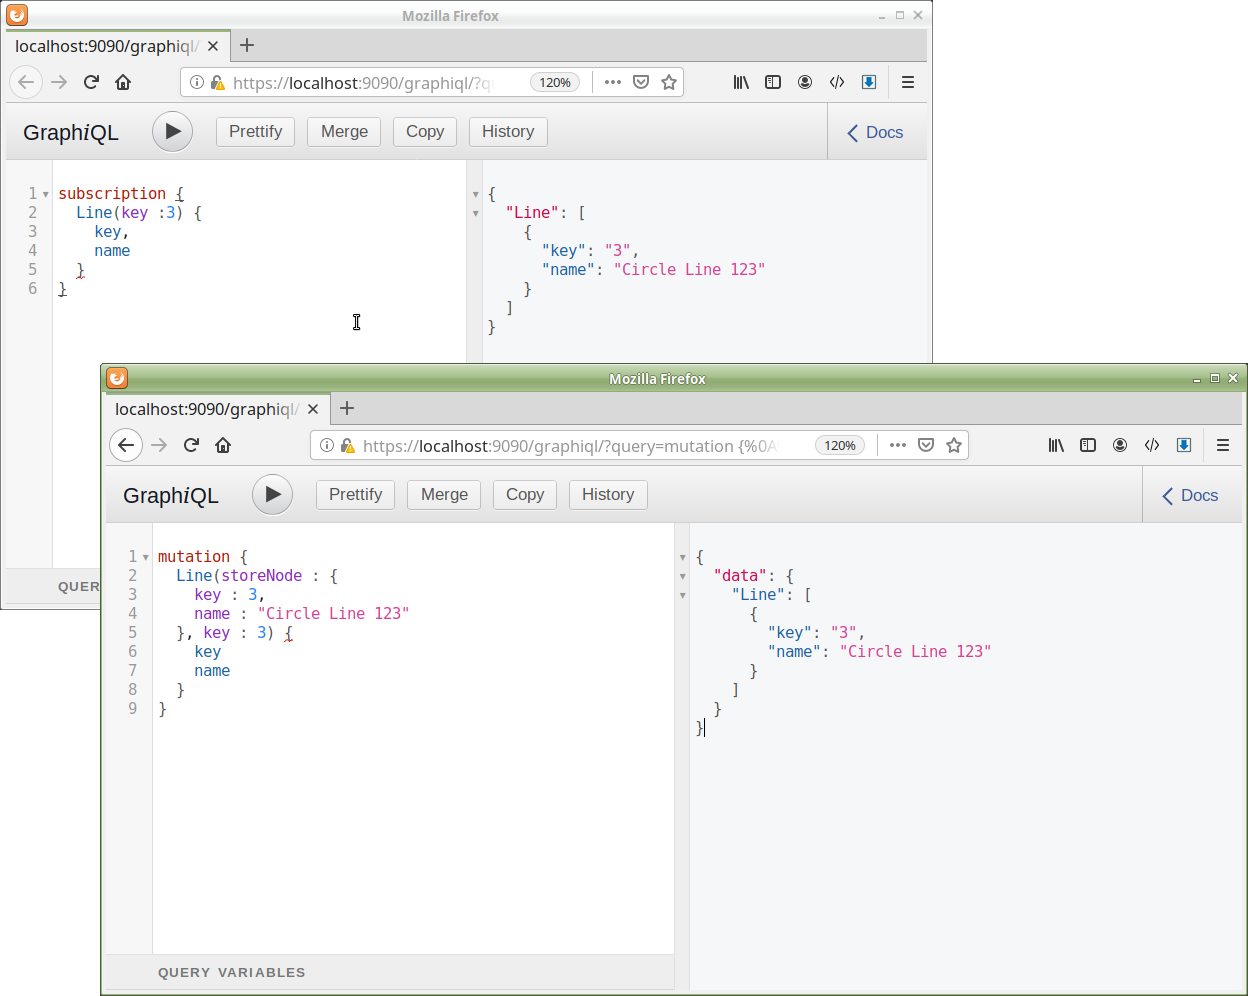 Mozilla Firefox
localhost:9090/graphiql/
https://localhost:9090/graphiql/?q 120%
GraphiQL Prettify Merge Copy History Docs
1 subscription {
2 Line(key :3) {
3 key,
4 name
5 }
6 }
{
"Line": [
{
"key": "3",
"name": "Circle Line 123"
}
]
}
QUER
Mozilla Firefox
localhost:9090/graphiql/
https://localhost:9090/graphiql/?query=mutation {%0A 120%
GraphiQL Prettify Merge Copy History Docs
1 mutation {
2 Line(storeNode : {
3 key : 3,
4 name : "Circle Line 123"
5 }, key : 3) {
6 key
7 name
8 }
9 }
{
"data": {
"Line": [
{
"key": "3",
"name": "Circle Line 123"
}
]
}
}
QUERY VARIABLES